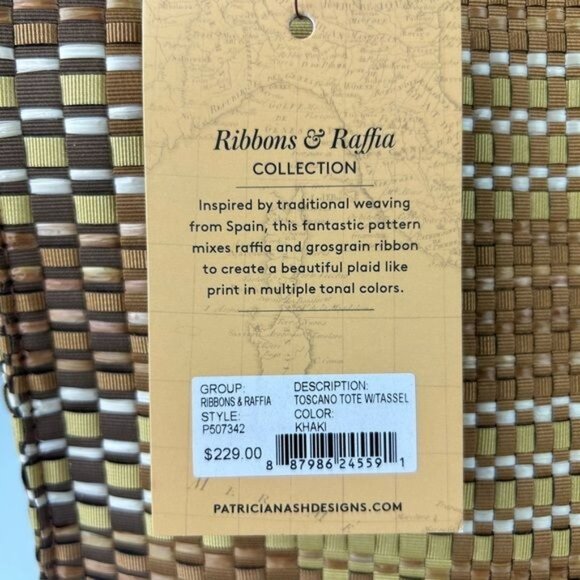 Ribbons & Raffia
COLLECTION
Inspired by traditional weaving
from Spain, this fantastic pattern
mixes raffia and grosgrain ribbon
to create a beautiful plaid like
print in multiple tonal colors.
GROUP:
RIBBONS & RAFFIA
STYLE:
P507342
$229.00
DESCRIPTION:
TOSCANO TOTE W/TASSEL
COLOR:
KHAKI
8 87986 24559 1
PATRICIANASHDESIGNS.COM